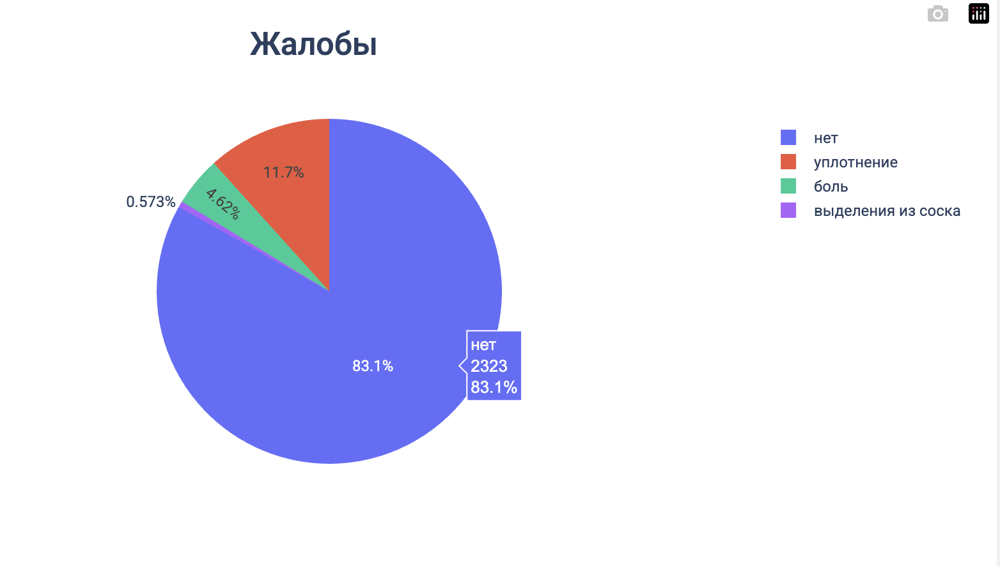 Жалобы
нет
уплотнение
боль
выделения из соска
11.7%
4.62%
0.573%
83.1%
нет
2323
83.1%